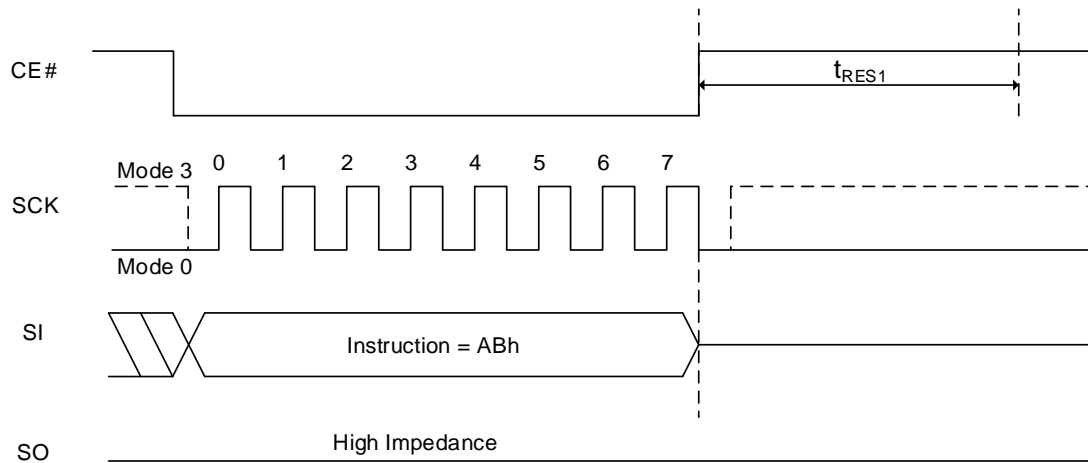 CE#
tRES1
Mode 3
0 1 2 3 4 5 6 7
SCK
Mode 0
SI
Instruction = ABh
SO
High Impedance